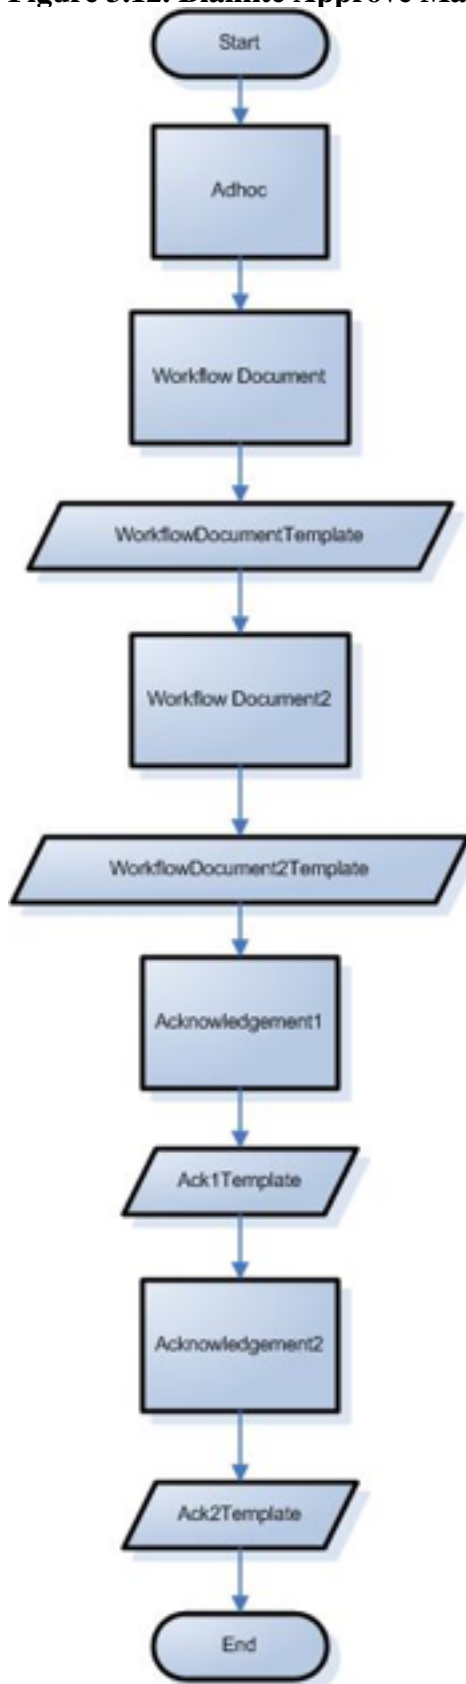 Start
Adhoc
Workflow Document
WorkflowDocumentTemplate
Workflow Document2
WorkflowDocument2Template
Acknowledgement1
Ack1Template
Acknowledgement2
Ack2Template
End